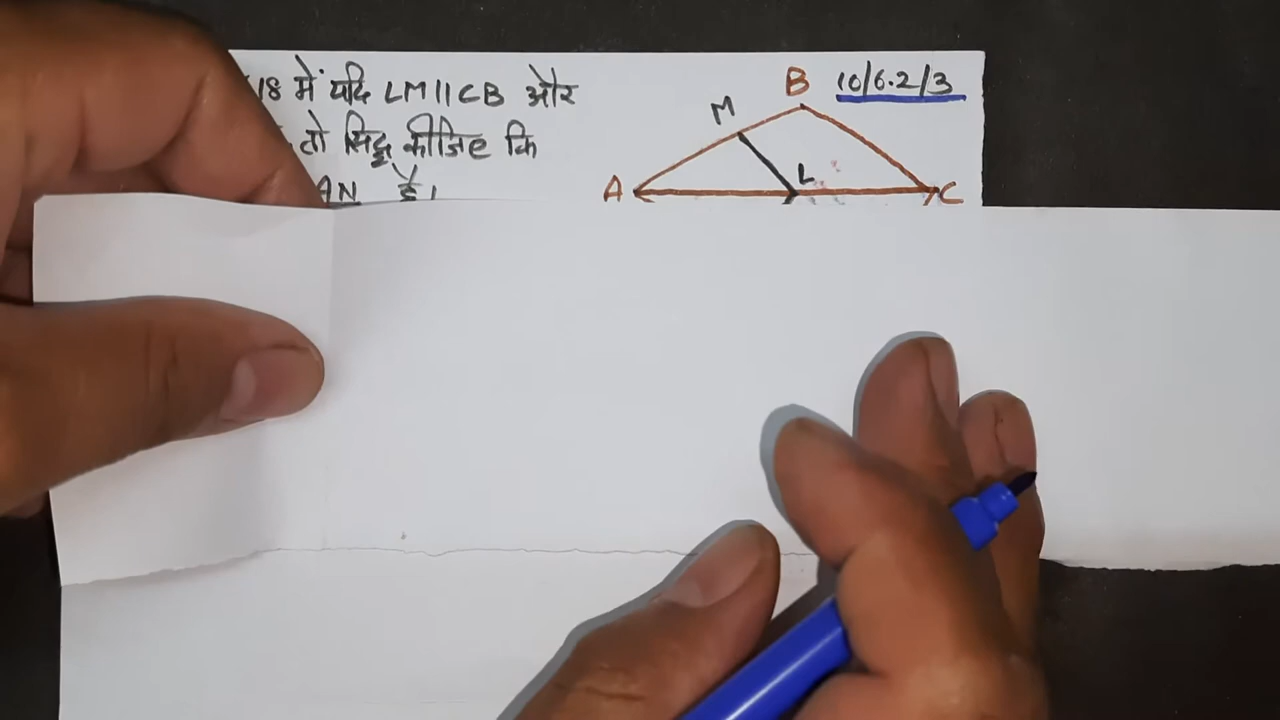 18 में यदि LM||CB और
तो सिद्ध कीजिए कि
AN है।
B
10/6.2/3
M
L
A
C